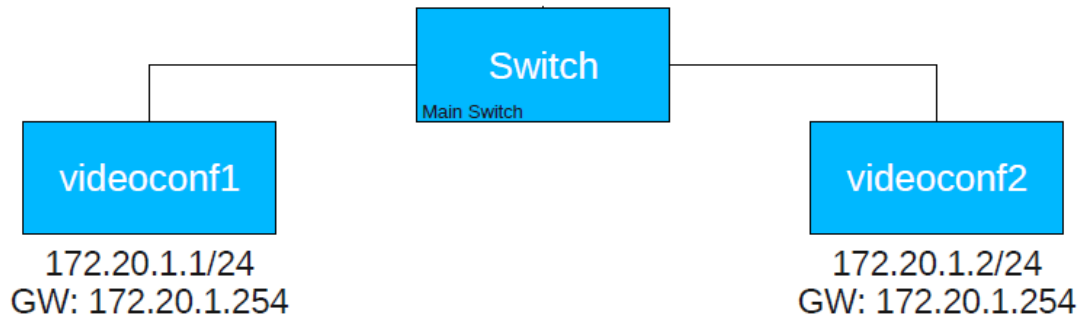 Switch
Main Switch
videoconf1
videoconf2
172.20.1.1/24
GW: 172.20.1.254
172.20.1.2/24
GW: 172.20.1.254